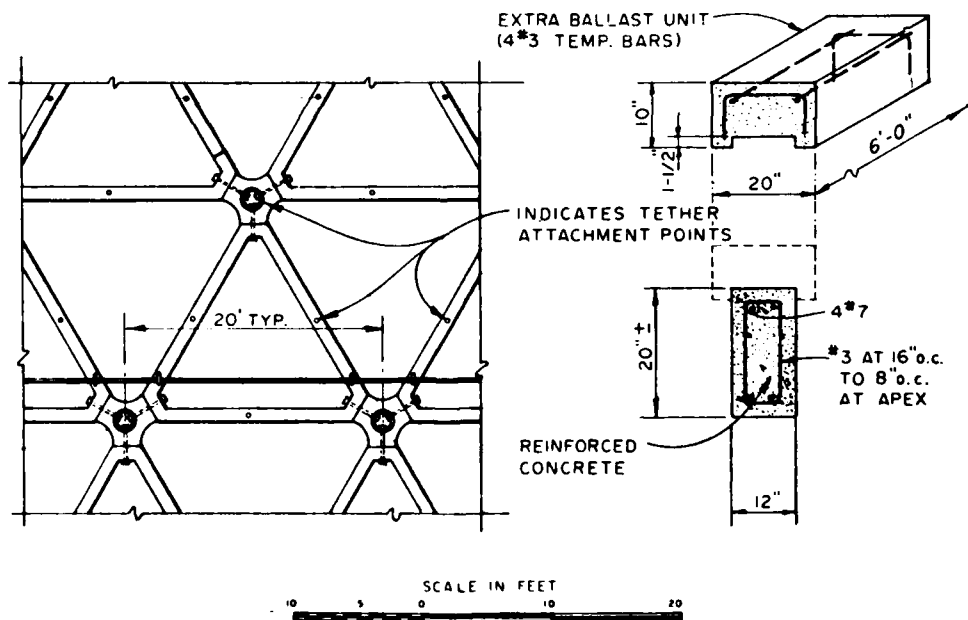 EXTRA BALLAST UNIT
(4 #3 TEMP. BARS)
10"
1-1/2"
20"
6'-0"
INDICATES TETHER
ATTACHMENT POINTS
20' TYP.
20" ±
4 #7
#3 AT 16" o.c.
TO 8" o.c.
AT APEX
REINFORCED
CONCRETE
12"
SCALE IN FEET
10 5 0 10 20